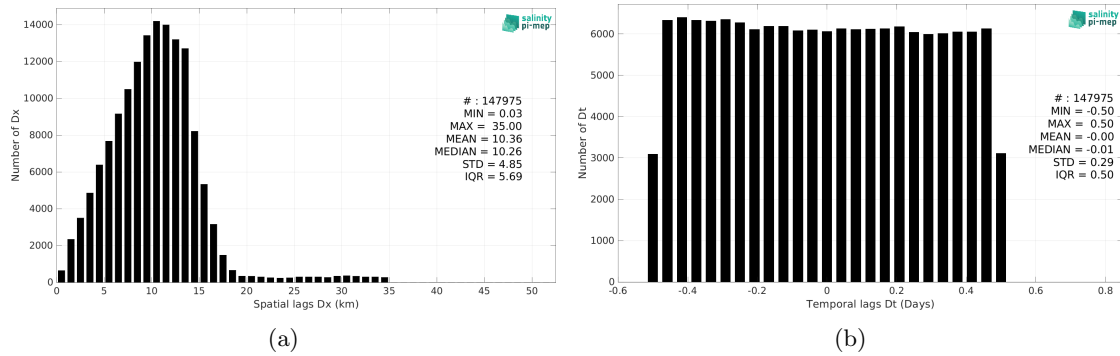 14000
12000
10000
8000
6000
4000
2000
0
Number of Dx
salinity
pi-mep
# : 147975
MIN = 0.03
MAX = 35.00
MEAN = 10.36
MEDIAN = 10.26
STD = 4.85
IQR = 5.69
0 5 10 15 20 25 30 35 40 45 50
Spatial lags Dx (km)
(a)
6000
5000
4000
3000
2000
1000
0
Number of Dt
salinity
pi-mep
# : 147975
MIN = -0.50
MAX = 0.50
MEAN = -0.00
MEDIAN = -0.01
STD = 0.29
IQR = 0.50
-0.6 -0.4 -0.2 0 0.2 0.4 0.6 0.8
Temporal lags Dt (Days)
(b)